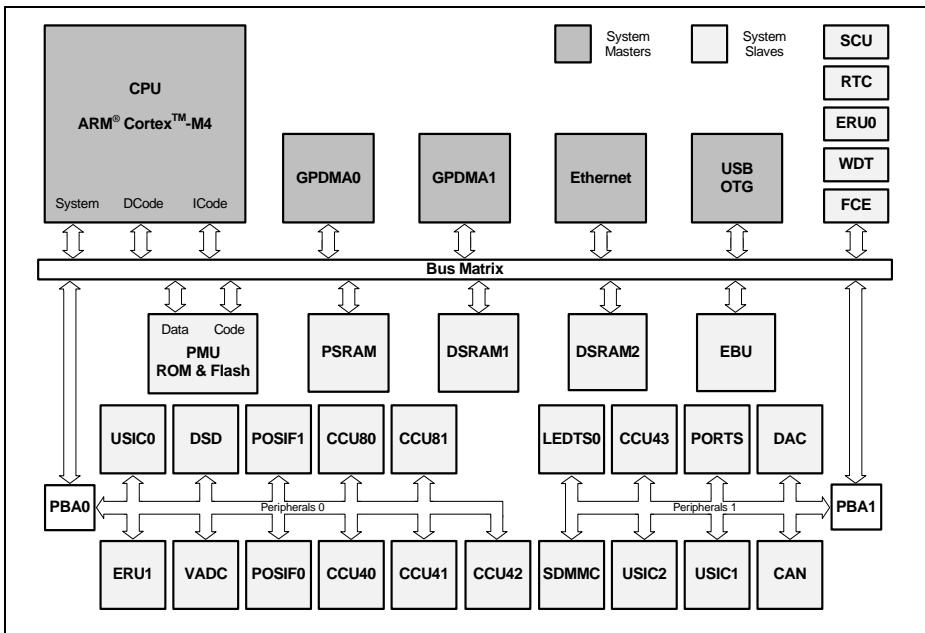 System Masters
System Slaves
SCU
RTC
ERU0
WDT
FCE
CPU
ARM® Cortex™-M4
System DCode ICode
GPDMA0
GPDMA1
Ethernet
USB
OTG
Bus Matrix
Data Code
PMU
ROM & Flash
PSRAM
DSRAM1
DSRAM2
EBU
USIC0
DSD
POSIF1
CCU80
CCU81
LEDTS0
CCU43
PORTS
DAC
PBA0
Peripherals 0
Peripherals 1
PBA1
ERU1
VADC
POSIF0
CCU40
CCU41
CCU42
SDMMC
USIC2
USIC1
CAN